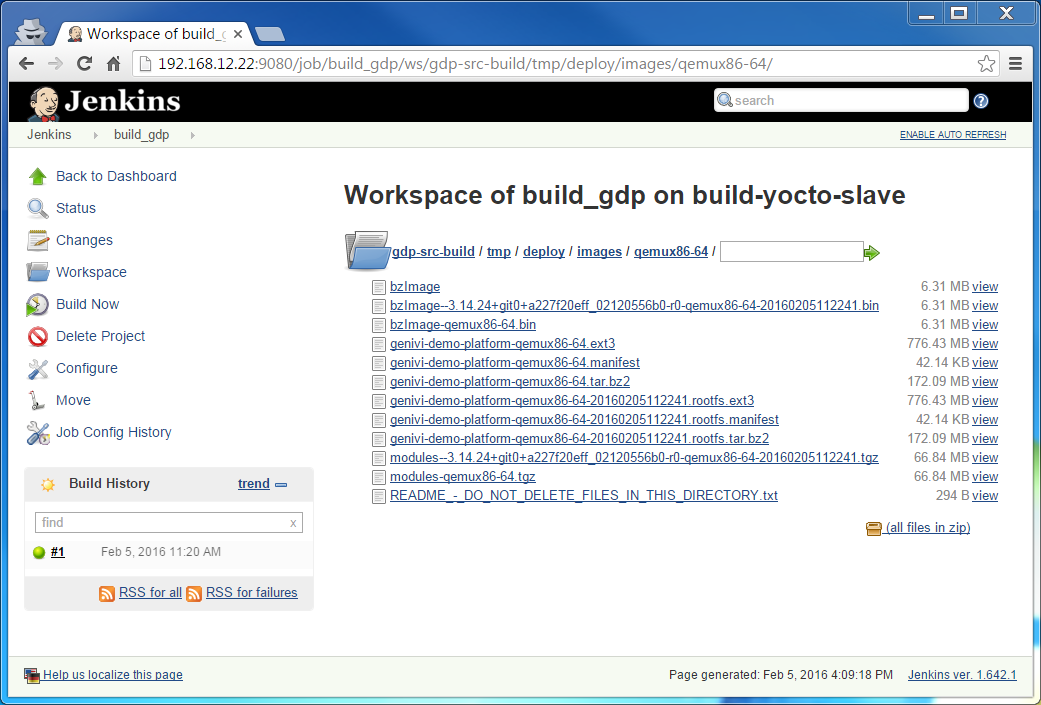 Workspace of build_g
192.168.12.22:9080/job/build_gdp/ws/gdp-src-build/tmp/deploy/images/qemux86-64/
Jenkins
search
Jenkins build_gdp
ENABLE AUTO REFRESH
Back to Dashboard
Status
Changes
Workspace
Build Now
Delete Project
Configure
Move
Job Config History
Build History trend
find x
#1 Feb 5, 2016 11:20 AM
RSS for all RSS for failures
Workspace of build_gdp on build-yocto-slave
gdp-src-build / tmp / deploy / images / qemux86-64 /
bzImage 6.31 MB view
bzImage--3.14.24+git0+a227f20eff_02120556b0-r0-qemux86-64-20160205112241.bin 6.31 MB view
bzImage-qemux86-64.bin 6.31 MB view
genivi-demo-platform-qemux86-64.ext3 776.43 MB view
genivi-demo-platform-qemux86-64.manifest 42.14 KB view
genivi-demo-platform-qemux86-64.tar.bz2 172.09 MB view
genivi-demo-platform-qemux86-64-20160205112241.rootfs.ext3 776.43 MB view
genivi-demo-platform-qemux86-64-20160205112241.rootfs.manifest 42.14 KB view
genivi-demo-platform-qemux86-64-20160205112241.rootfs.tar.bz2 172.09 MB view
modules--3.14.24+git0+a227f20eff_02120556b0-r0-qemux86-64-20160205112241.tgz 66.84 MB view
modules-qemux86-64.tgz 66.84 MB view
README_-_DO_NOT_DELETE_FILES_IN_THIS_DIRECTORY.txt 294 B view
(all files in zip)
Help us localize this page
Page generated: Feb 5, 2016 4:09:18 PM Jenkins ver. 1.642.1